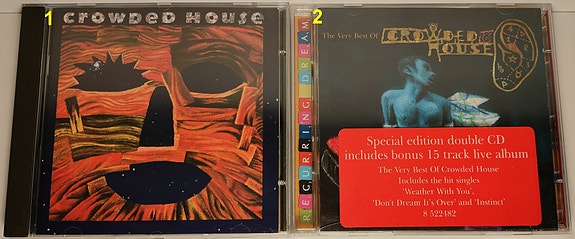 1
crowded House
2
RECURRING DREAM
The Very Best Of
CROWDED
HOUSE
Special edition double CD
includes bonus 15 track live album
The Very Best Of Crowded House
Includes the hit singles
'Weather With You',
'Don't Dream It's Over' and 'Instinct'
8 522482